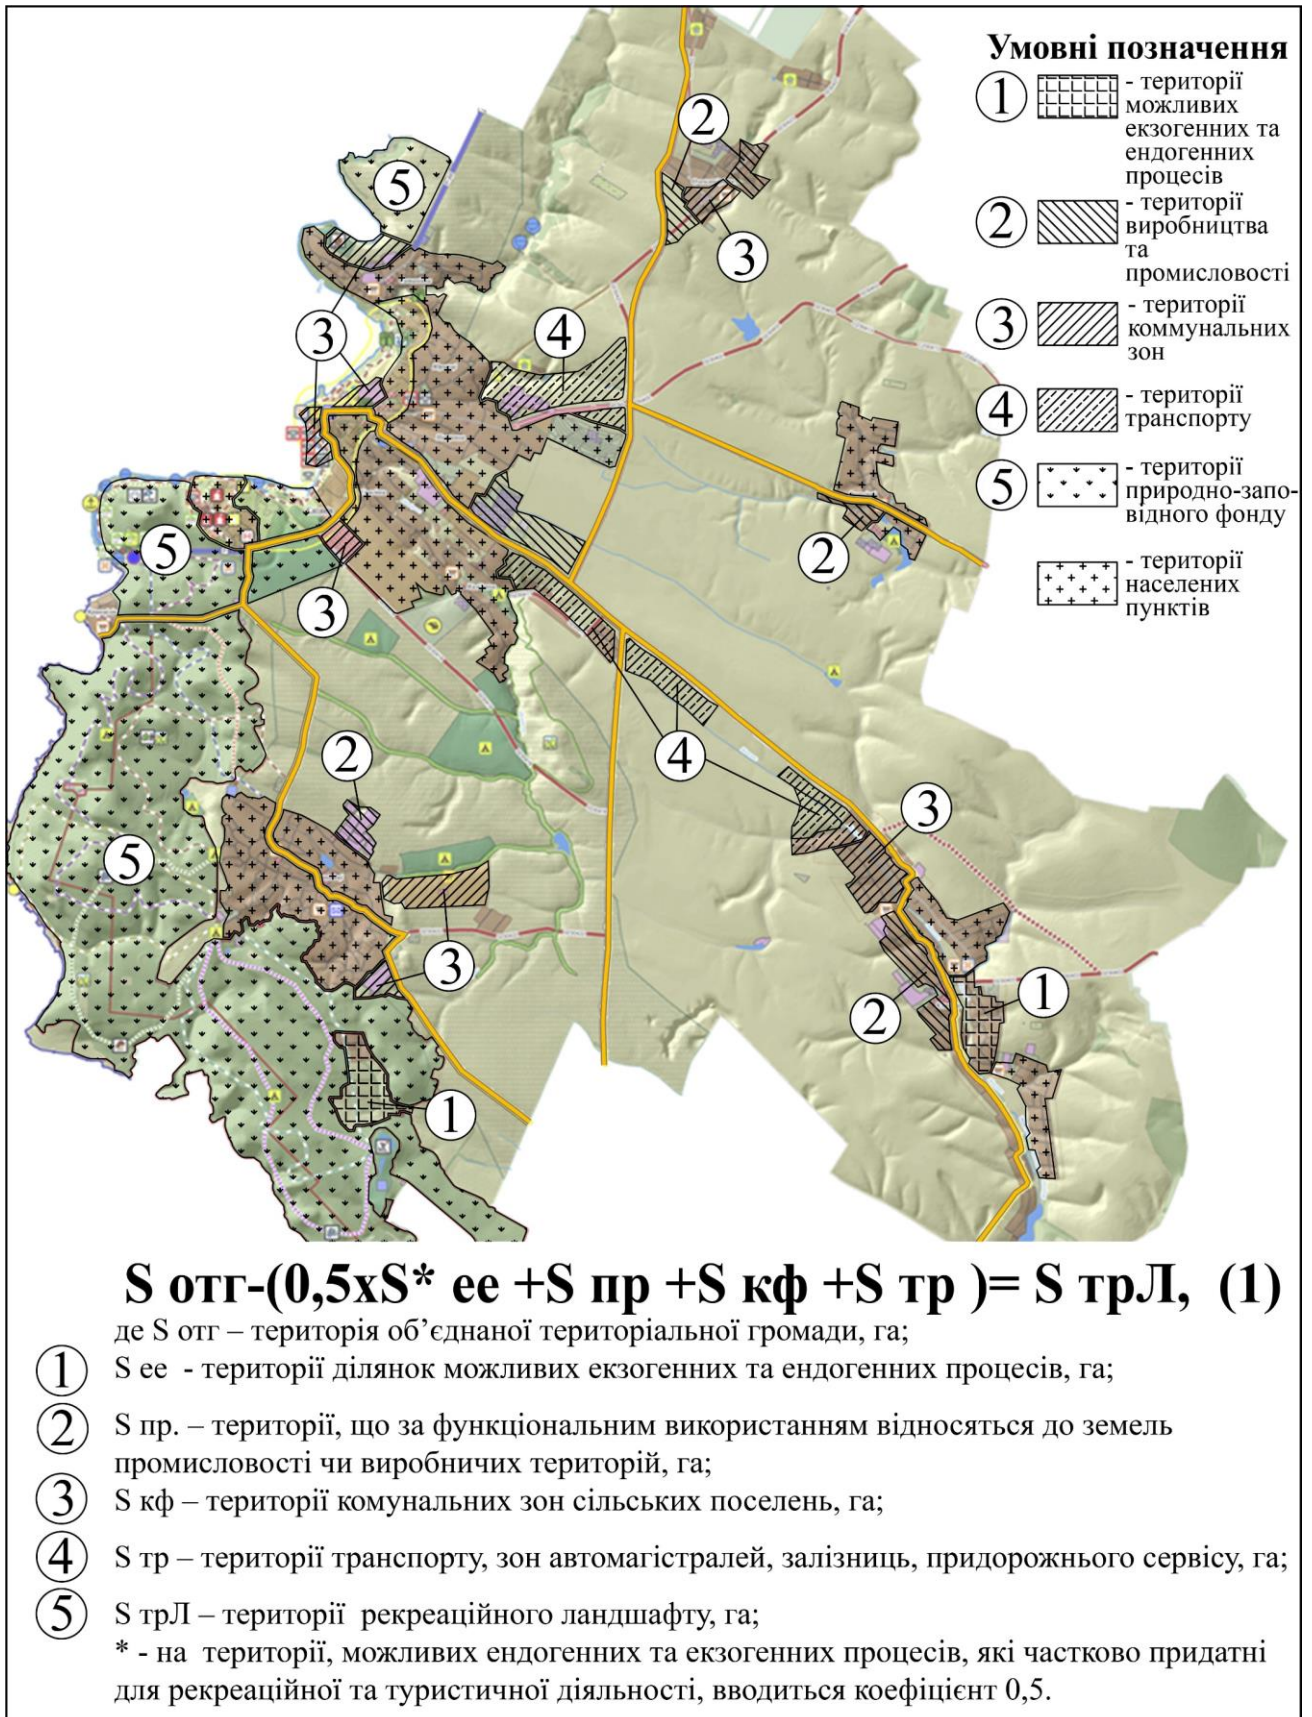 Умовні позначення
1 - території
можливих
екзогенних та
ендогенних
процесів
2 - території
виробництва
та
промисловості
3 - території
коммунальних
зон
4 - території
транспорту
5 - території
природно-запо-
відного фонду
- території
населених
пунктів
2
5
3
3
4
5
2
3
2
4
3
5
3
2
1
1
S отг-(0,5xS* ее +S пр +S кф +S тр )= S трЛ, (1)
де S отг – територія об’єднаної територіальної громади, га;
1 S ее - території ділянок можливих екзогенних та ендогенних процесів, га;
2 S пр. – території, що за функціональним використанням відносяться до земель
промисловості чи виробничих територій, га;
3 S кф – території комунальних зон сільських поселень, га;
4 S тр – території транспорту, зон автомагістралей, залізниць, придорожнього сервісу, га;
5 S трЛ – території рекреаційного ландшафту, га;
* - на території, можливих ендогенних та екзогенних процесів, які частково придатні
для рекреаційної та туристичної діяльності, вводиться коефіцієнт 0,5.